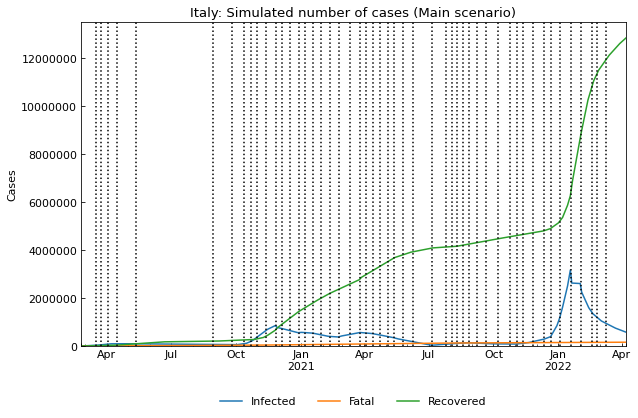 Italy: Simulated number of cases (Main scenario)
Cases
12000000
10000000
8000000
6000000
4000000
2000000
0
Apr Jul Oct Jan Apr Jul Oct Jan Apr
2021 2022
Infected Fatal Recovered